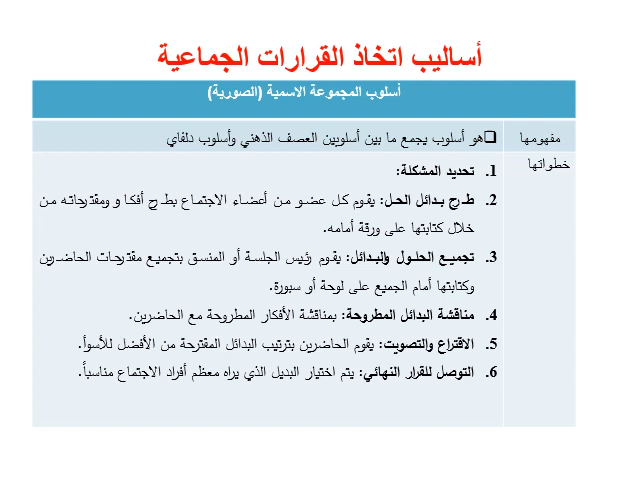 أساليب اتخاذ القرارات الجماعية
أسلوب المجموعة الاسمية (الصورية)
مفهومها
هو أسلوب يجمع ما بين أسلوبين العصف الذهني وأسلوب دلفاي
خطواتها
1. تحديد المشكلة:
2. طرح بدائل الحل: يقوم كل عضو من أعضاء الاجتماع بطرح أفكا و ومقترحاته من
خلال كتابتها على ورقة أمامه.
3. تجميع الحلول والبدائل: يقوم رئيس الجلسة أو المنسق بتجميع مقترحات الحاضرين
وكتابتها أمام الجميع على لوحة أو سبورة.
4. مناقشة البدائل المطروحة: بمناقشة الأفكار المطروحة مع الحاضرين.
5. الاقتراع والتصويت: يقوم الحاضرين بترتيب البدائل المقترحة من الأفضل للأسوأ.
6. التوصل للقرار النهائي: يتم اختيار البديل الذي يراه معظم أفراد الاجتماع مناسباً.